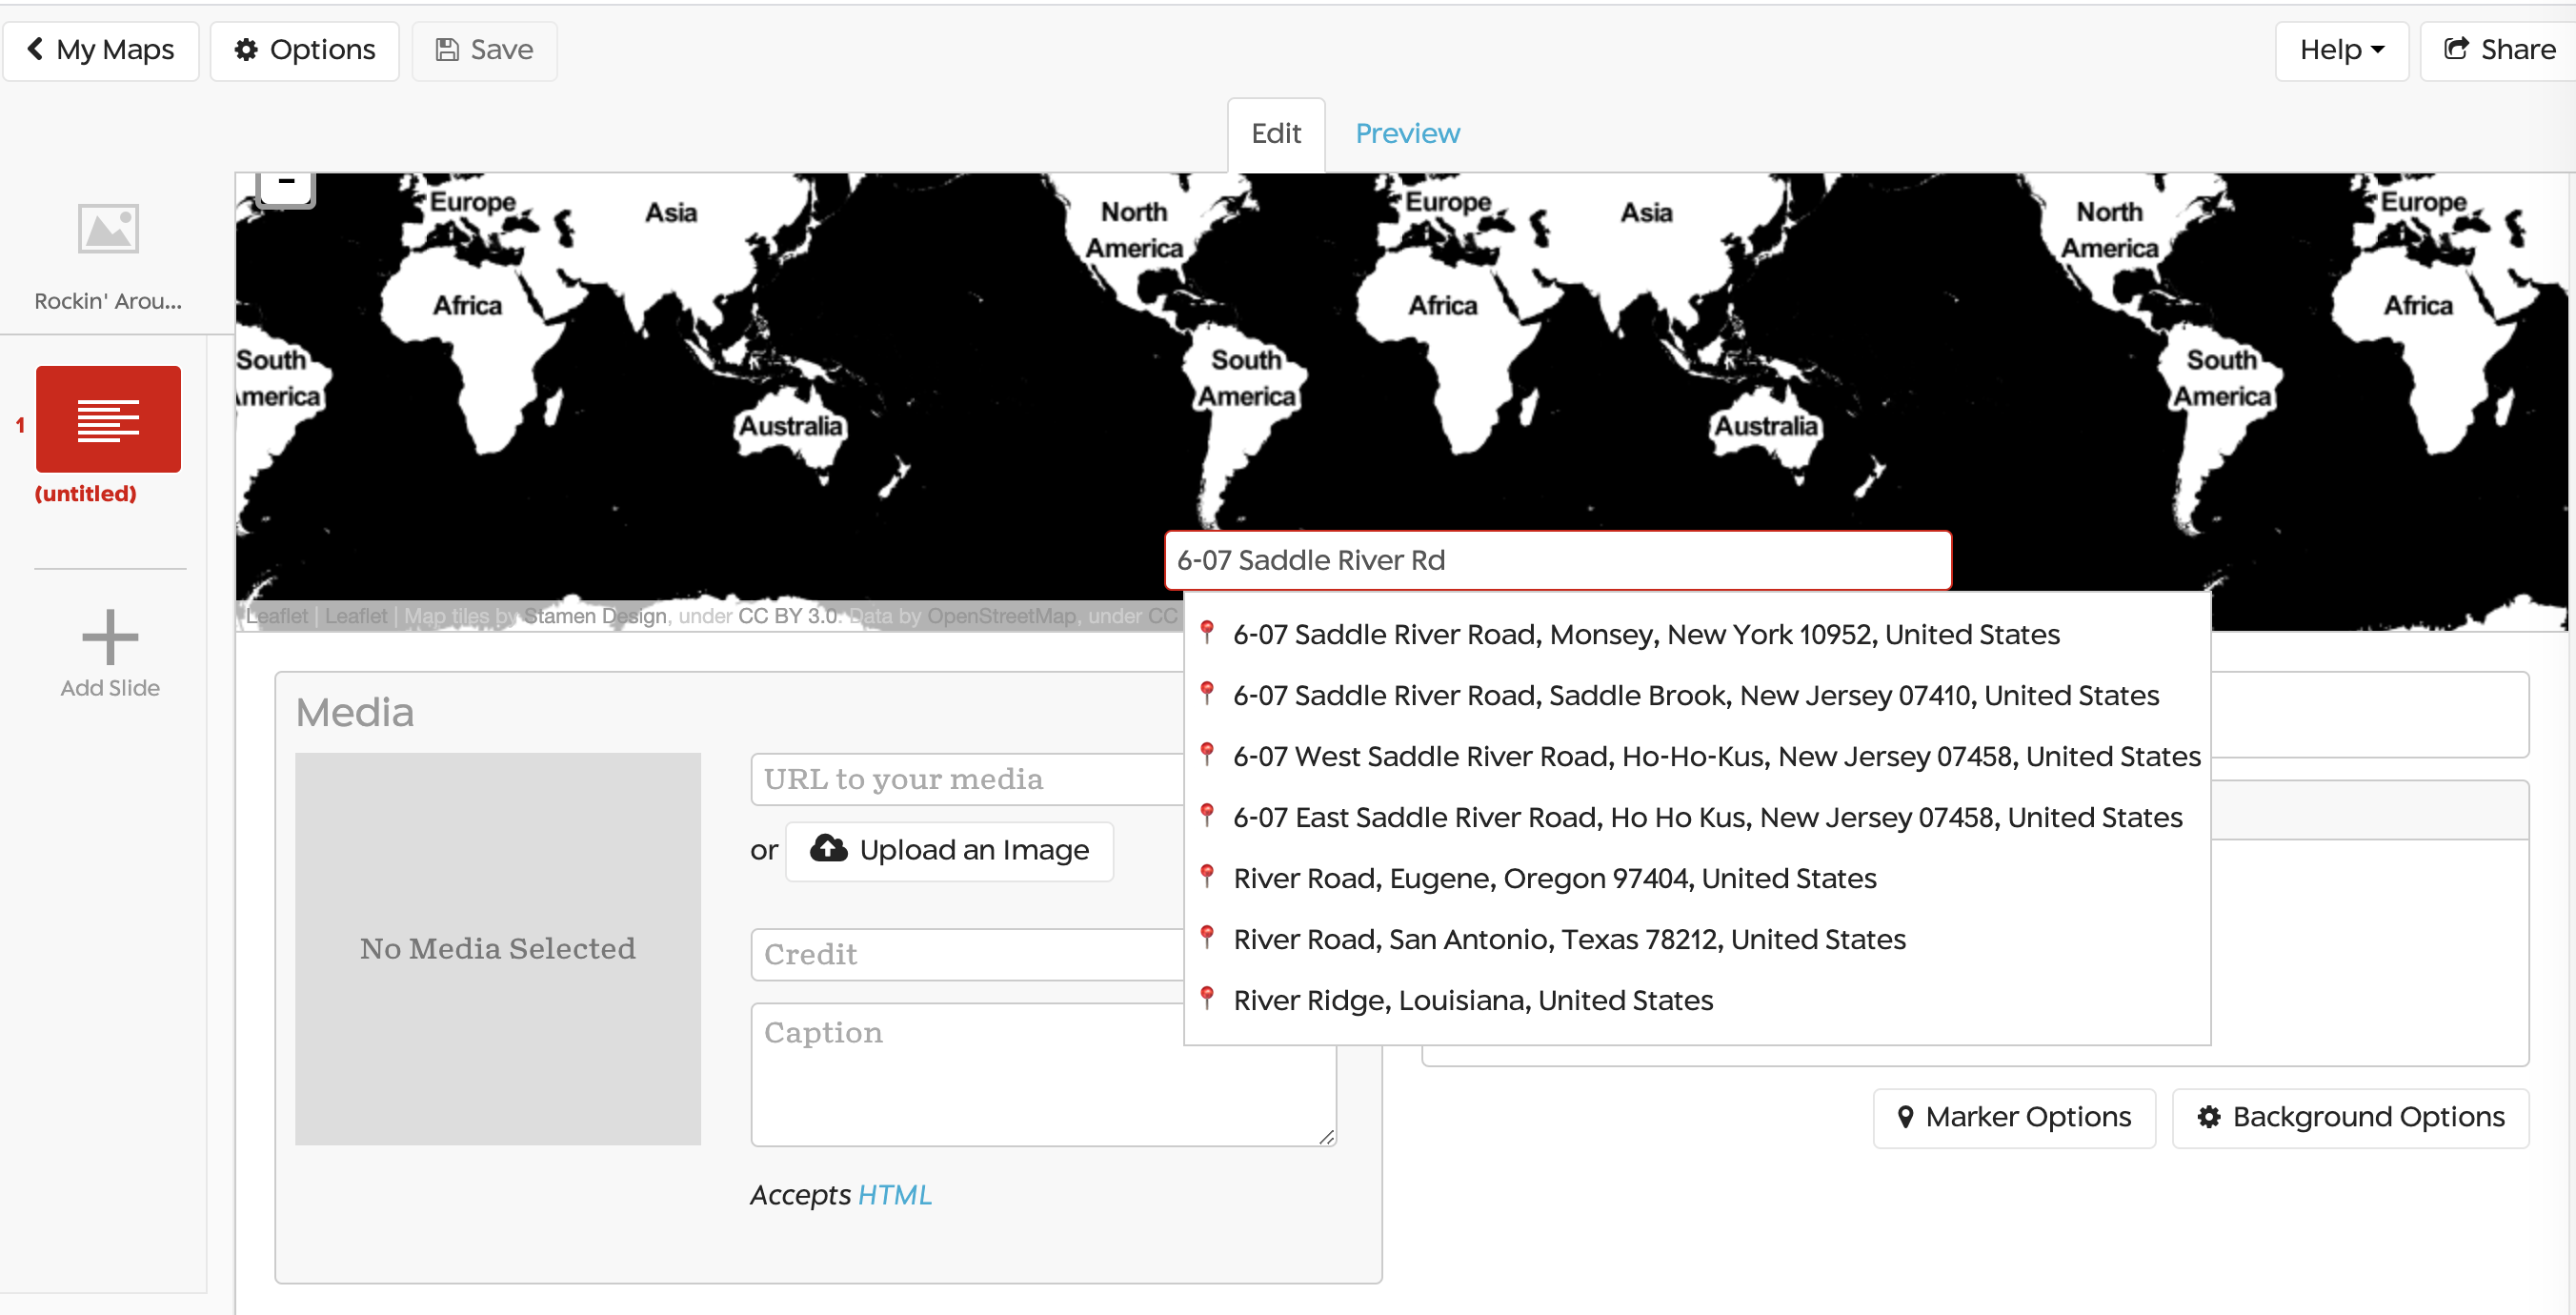 My Maps
Options
Save
Help
Share
Edit
Preview
Rockin' Arou...
1
(untitled)
Add Slide
Europe
Asia
North
America
Europe
Asia
North
America
Europe
Africa
Africa
Africa
South
merica
South
America
South
America
Australia
Australia
6-07 Saddle River Rd
Leaflet | Leaflet | Map tiles by Stamen Design, under CC BY 3.0. Data by OpenStreetMap, under CC
6-07 Saddle River Road, Monsey, New York 10952, United States
6-07 Saddle River Road, Saddle Brook, New Jersey 07410, United States
6-07 West Saddle River Road, Ho-Ho-Kus, New Jersey 07458, United States
6-07 East Saddle River Road, Ho Ho Kus, New Jersey 07458, United States
River Road, Eugene, Oregon 97404, United States
River Road, San Antonio, Texas 78212, United States
River Ridge, Louisiana, United States
Media
No Media Selected
URL to your media
or
Upload an Image
Credit
Caption
Accepts HTML
Marker Options
Background Options